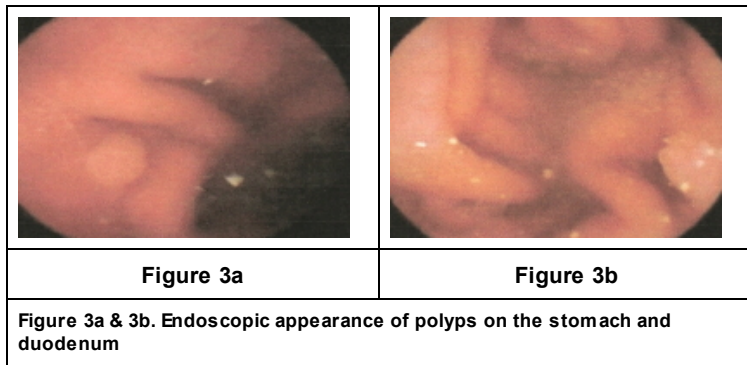 Figure 3a
Figure 3b
Figure 3a & 3b. Endoscopic appearance of polyps on the stomach and
duodenum